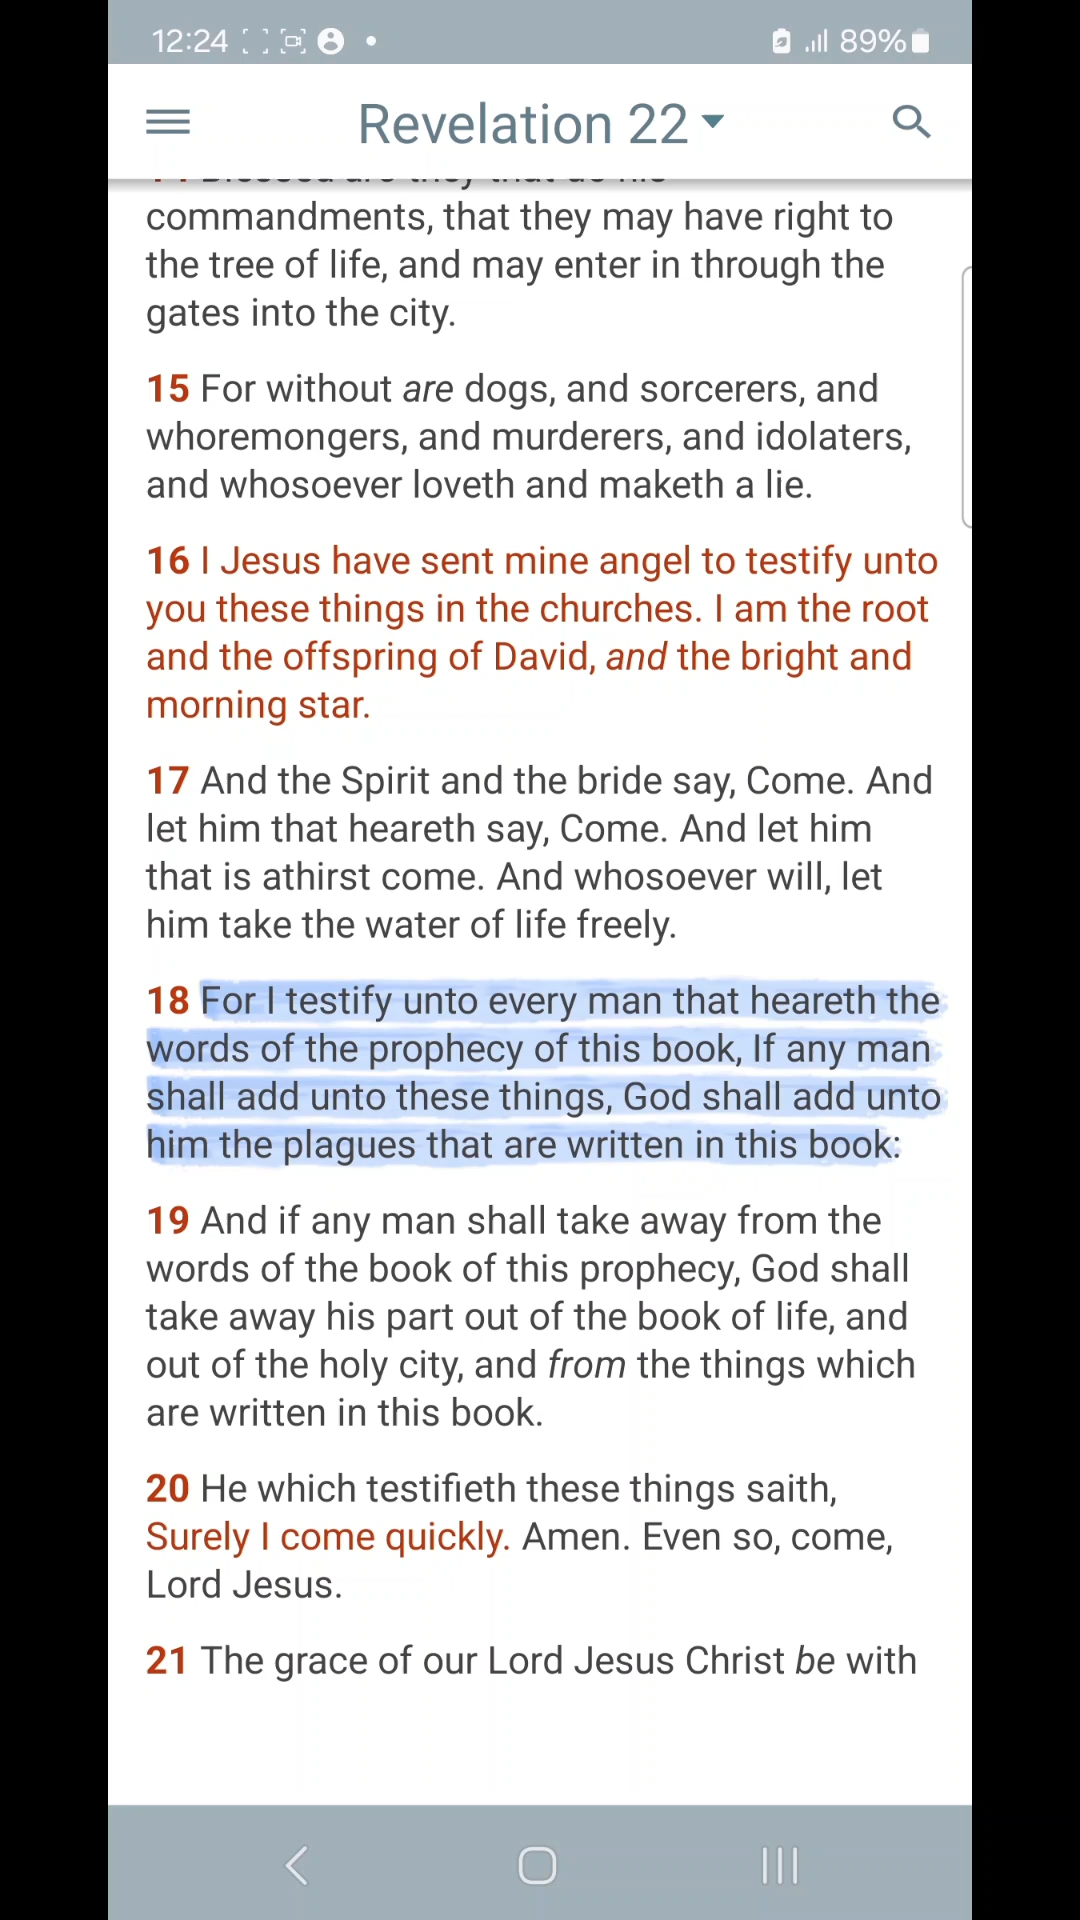 12:24
89%
Revelation 22
commandments, that they may have right to
the tree of life, and may enter in through the
gates into the city.
15 For without are dogs, and sorcerers, and
whoremongers, and murderers, and idolaters,
and whosoever loveth and maketh a lie.
16 I Jesus have sent mine angel to testify unto
you these things in the churches. I am the root
and the offspring of David, and the bright and
morning star.
17 And the Spirit and the bride say, Come. And
let him that heareth say, Come. And let him
that is athirst come. And whosoever will, let
him take the water of life freely.
18 For I testify unto every man that heareth the
words of the prophecy of this book, If any man
shall add unto these things, God shall add unto
him the plagues that are written in this book:
19 And if any man shall take away from the
words of the book of this prophecy, God shall
take away his part out of the book of life, and
out of the holy city, and from the things which
are written in this book.
20 He which testifieth these things saith,
Surely I come quickly. Amen. Even so, come,
Lord Jesus.
21 The grace of our Lord Jesus Christ be with